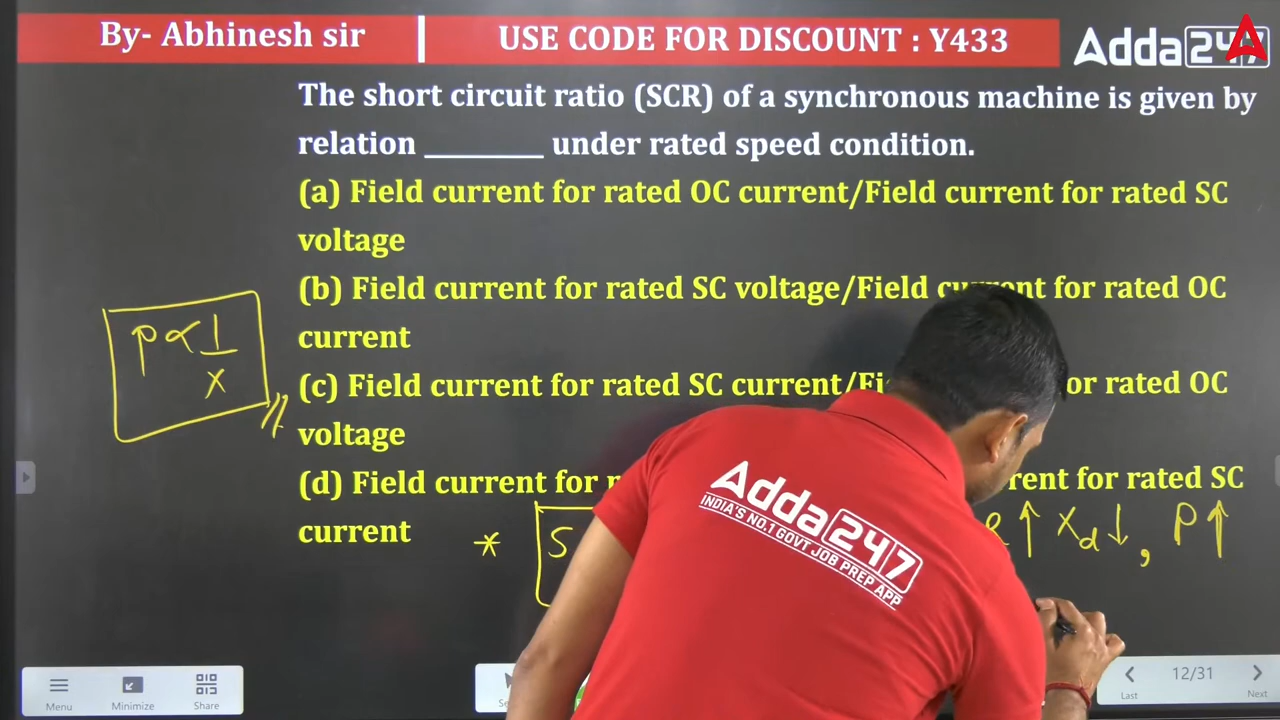 By- Abhinesh sir
USE CODE FOR DISCOUNT : Y433
Adda247
The short circuit ratio (SCR) of a synchronous machine is given by
relation ________ under rated speed condition.
(a) Field current for rated OC current/Field current for rated SC
voltage
(b) Field current for rated SC voltage/Field current for rated OC
current
(c) Field current for rated SC current/ for rated OC
voltage
(d) Field current for for rated SC
current
P ∝ 1
X
* S
↑ Xd ↓ , P ↑
Adda247
INDIA'S NO.1 GOVT JOB PREP APP
Menu
Minimize
Share
Last
12/31
Next